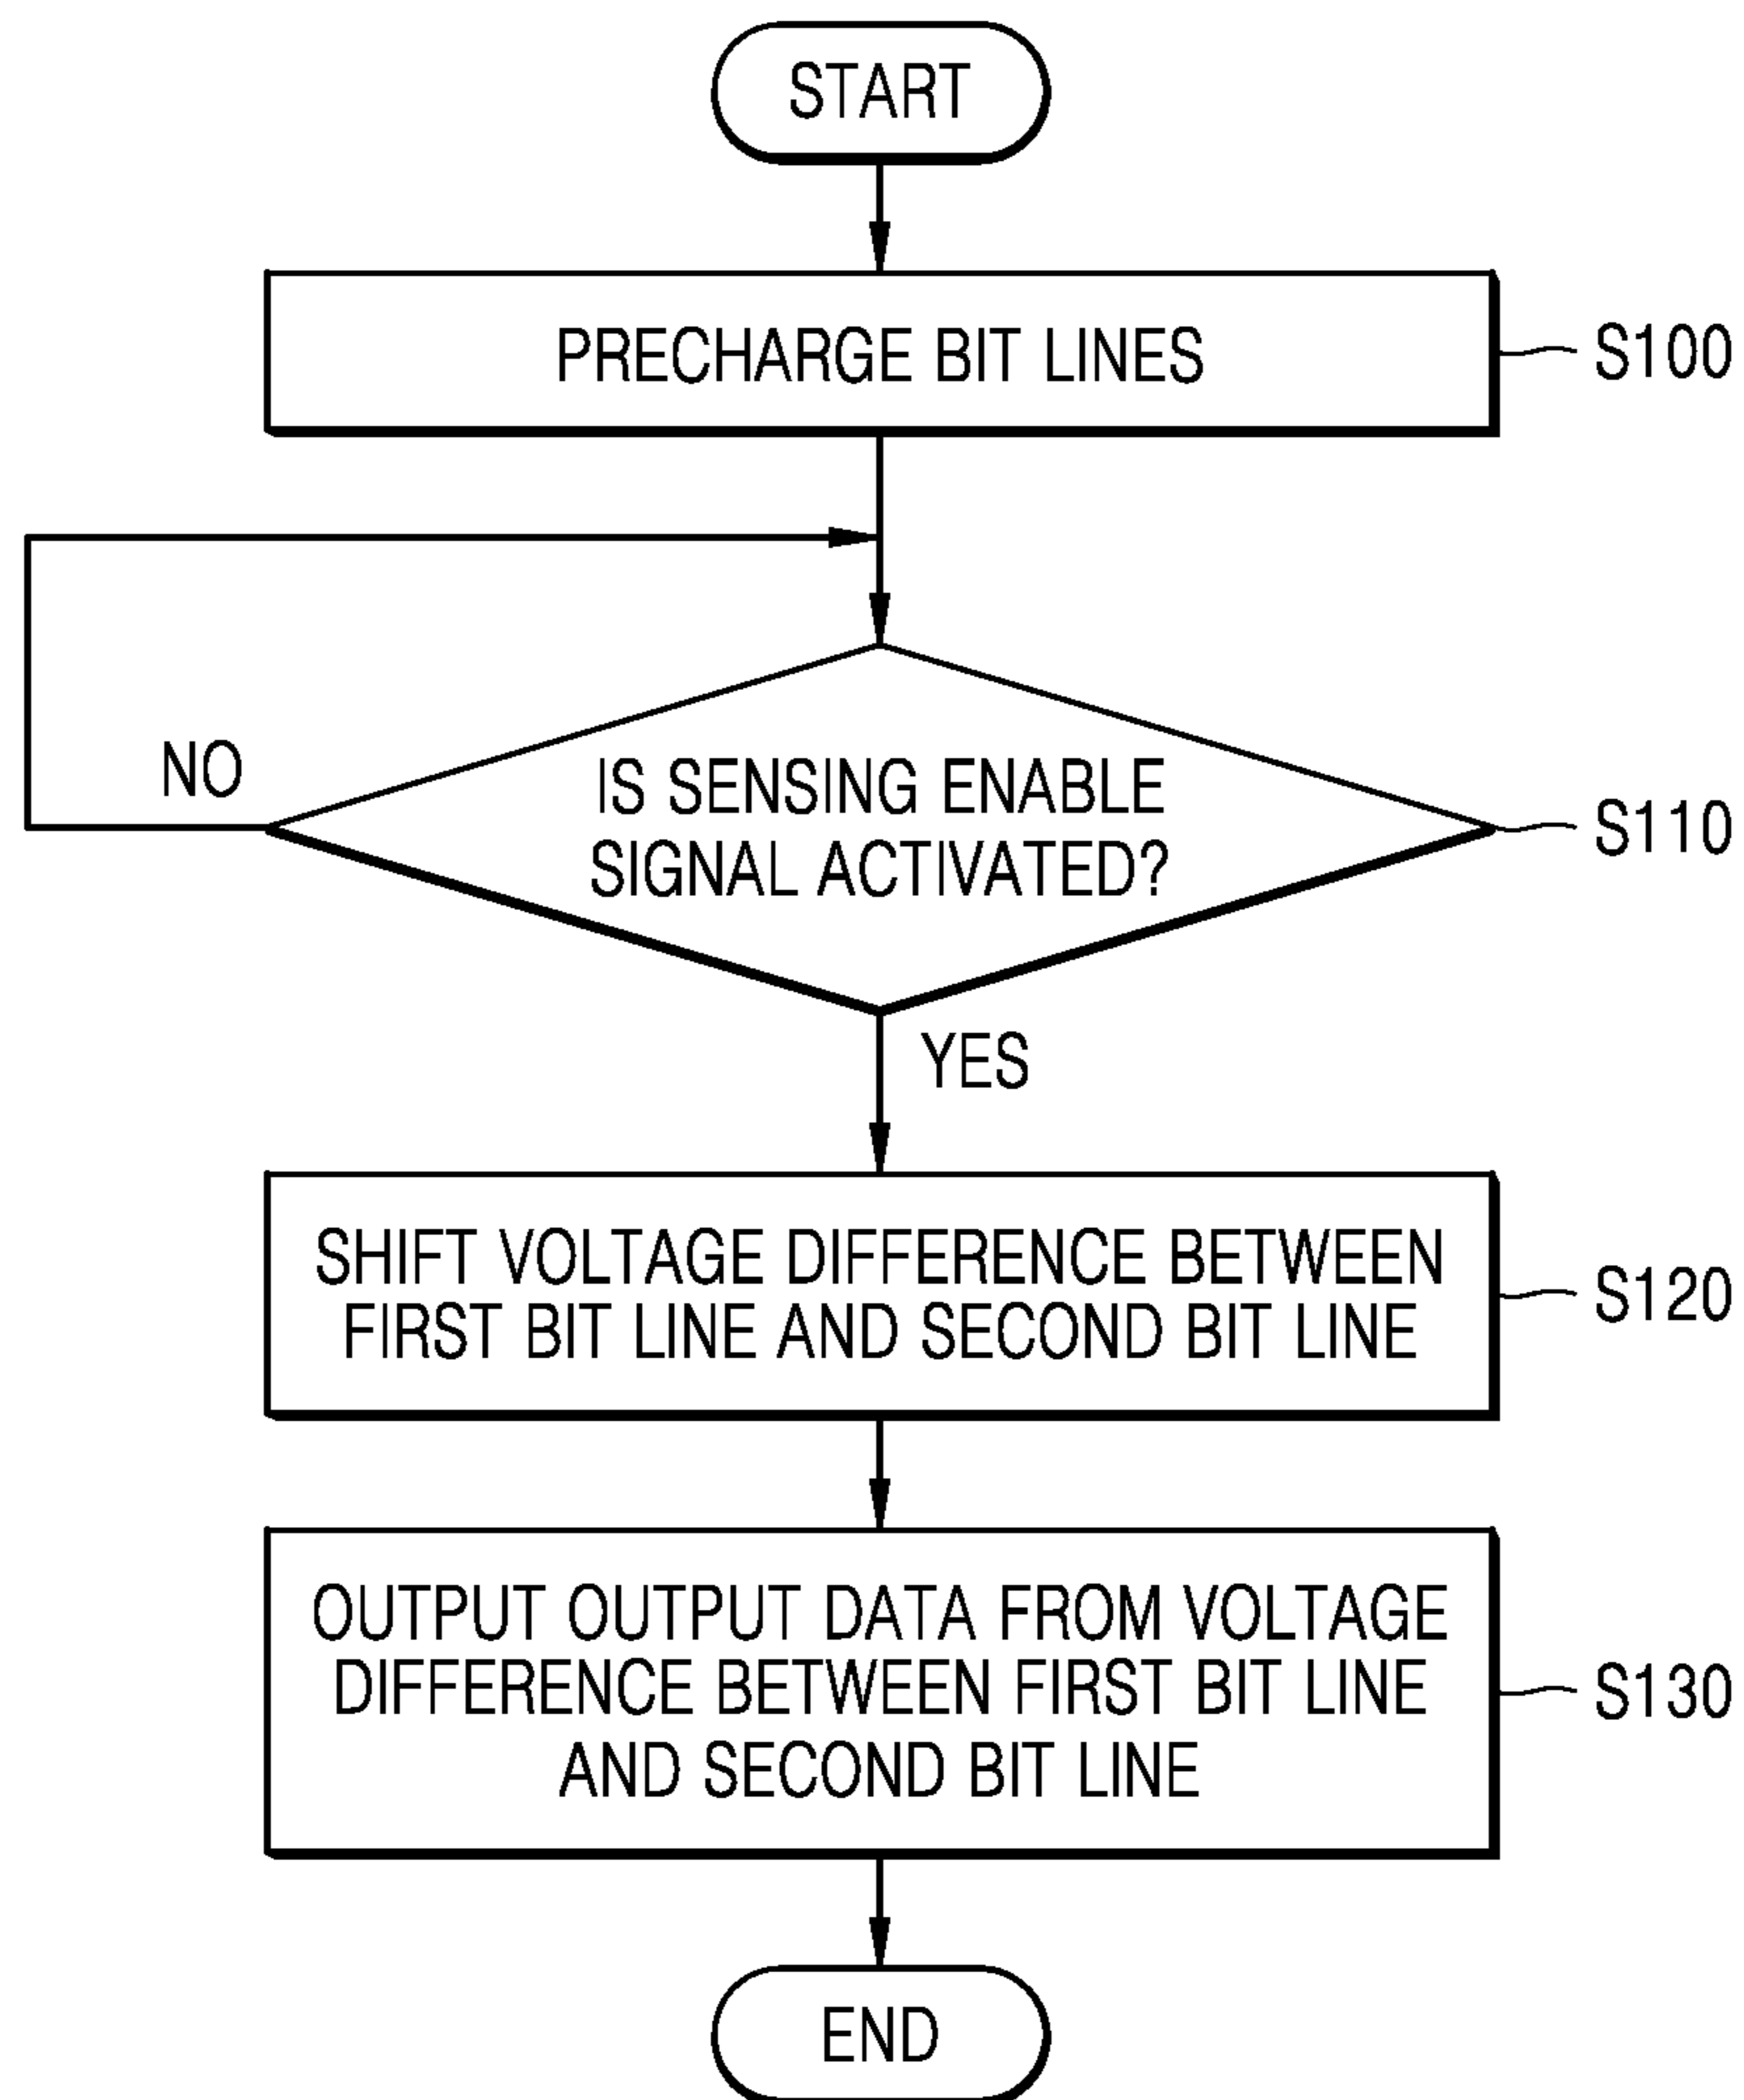 START
PRECHARGE BIT LINES
S100
NO
IS SENSING ENABLE
SIGNAL ACTIVATED?
S110
YES
SHIFT VOLTAGE DIFFERENCE BETWEEN
FIRST BIT LINE AND SECOND BIT LINE
S120
OUTPUT OUTPUT DATA FROM VOLTAGE
DIFFERENCE BETWEEN FIRST BIT LINE
AND SECOND BIT LINE
S130
END